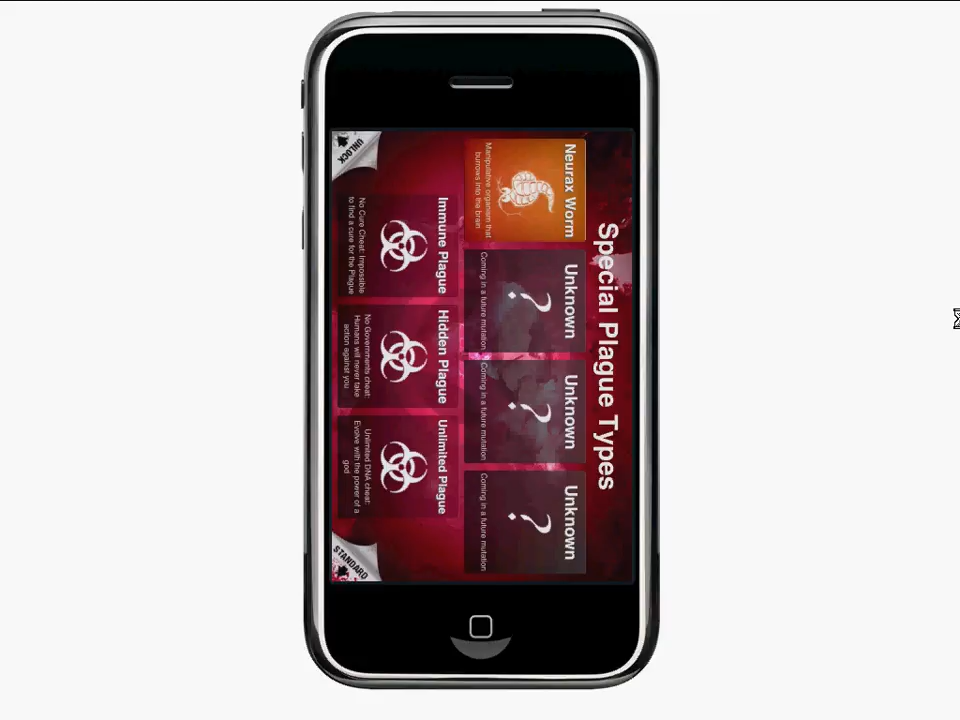 Special Plague Types
Neurax Worm
Manipulative organism that
burrows into the brain
Unknown
?
Coming in a future mutation
Unknown
?
Coming in a future mutation
Unknown
?
Coming in a future mutation
Immune Plague
No Cure Cheat: Impossible
to find a cure for the Plague
Hidden Plague
No Governments cheat:
Humans will never take
action against you
Unlimited Plague
Unlimited DNA cheat:
Evolve with the power of a
god
UNLOCK
STANDARD